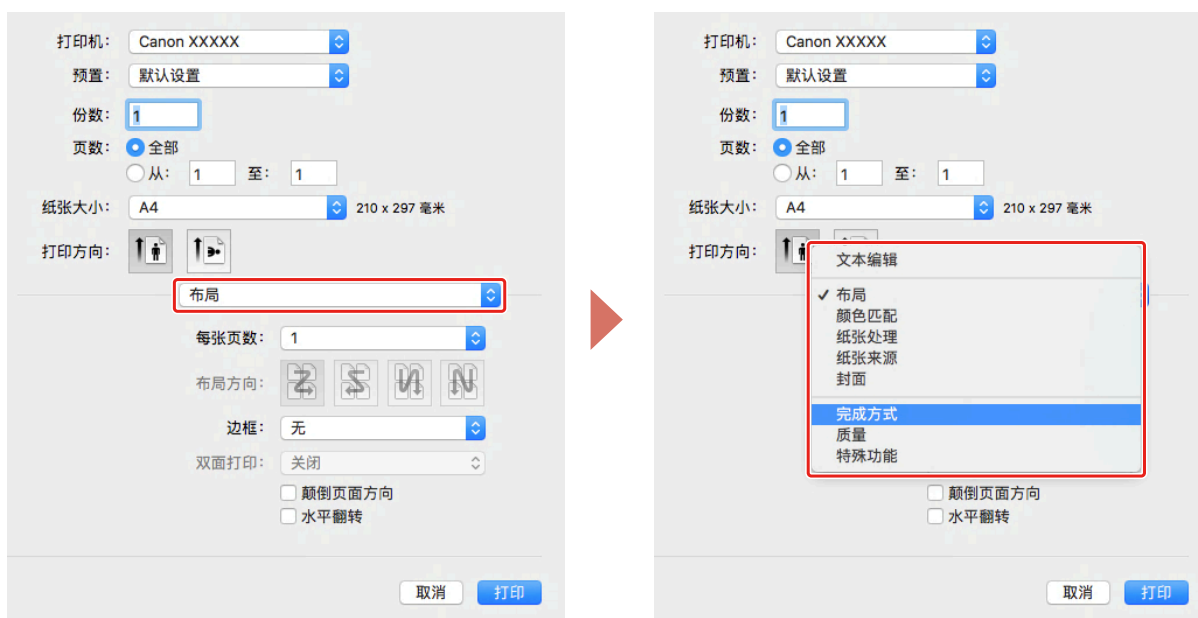 打印机： Canon XXXXX
预置： 默认设置
份数： 1
页数： 全部
从： 1 至： 1
纸张大小： A4 210 x 297 毫米
打印方向：
布局
每张页数： 1
布局方向：
边框： 无
双面打印： 关闭
颠倒页面方向
水平翻转
取消 打印
打印机： Canon XXXXX
预置： 默认设置
份数： 1
页数： 全部
从： 1 至： 1
纸张大小： A4 210 x 297 毫米
打印方向：
文本编辑
✓ 布局
颜色匹配
纸张处理
纸张来源
封面
完成方式
质量
特殊功能
颠倒页面方向
水平翻转
取消 打印